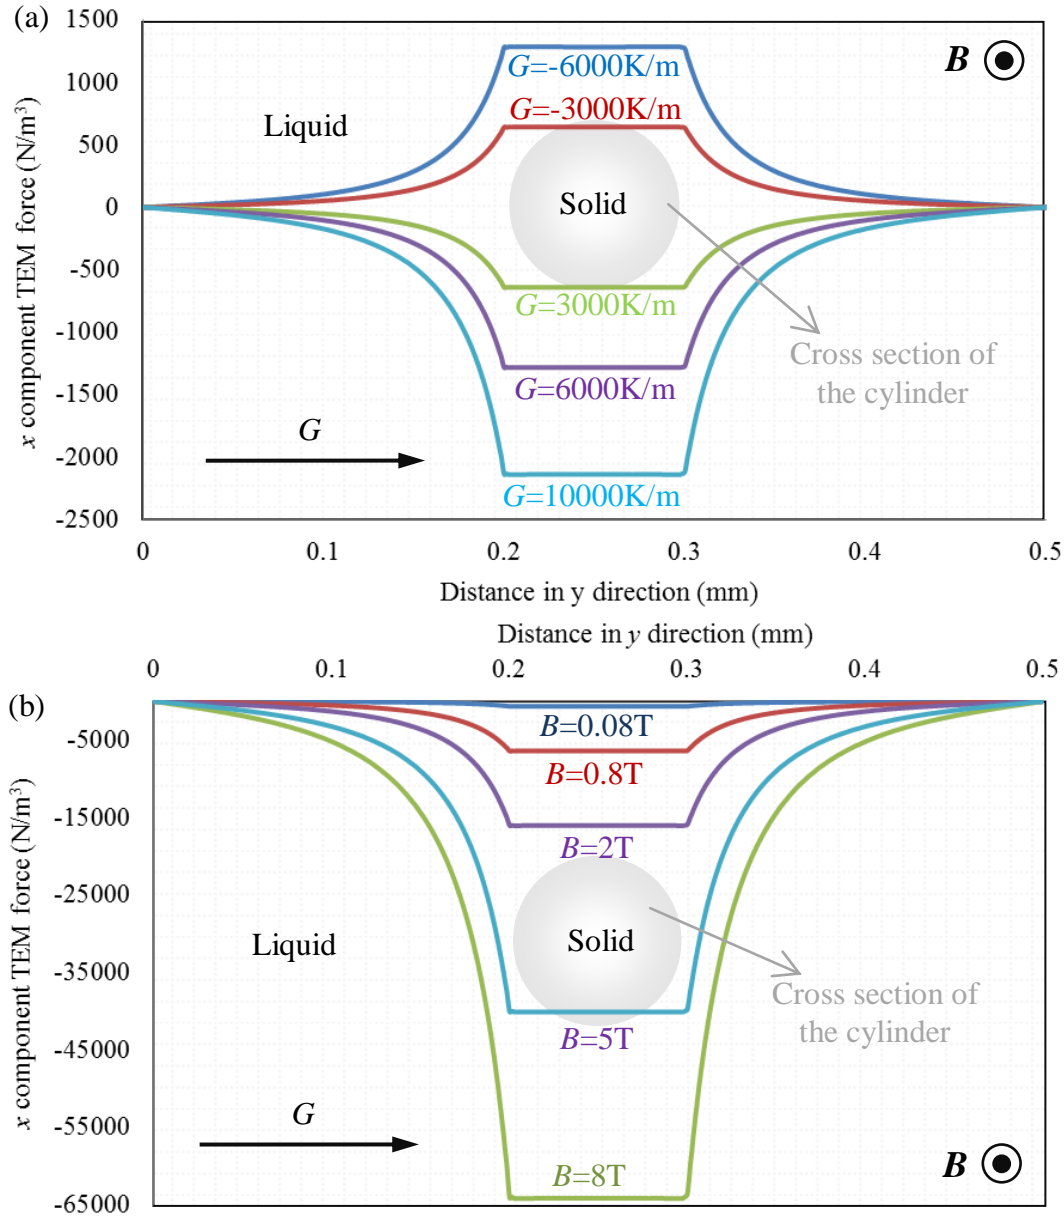 (a)
1500
1000
500
0
-500
-1000
-1500
-2000
-2500
x component TEM force (N/m³)
B
G=-6000K/m
G=-3000K/m
Liquid
Solid
G=3000K/m
Cross section of
the cylinder
G=6000K/m
G
G=10000K/m
0 0.1 0.2 0.3 0.4 0.5
Distance in y direction (mm)
Distance in y direction (mm)
0 0.1 0.2 0.3 0.4 0.5
(b)
-5000
-15000
-25000
-35000
-45000
-55000
-65000
x component TEM force (N/m³)
B=0.08T
B=0.8T
B=2T
Liquid
Solid
Cross section of
the cylinder
B=5T
G
B=8T
B